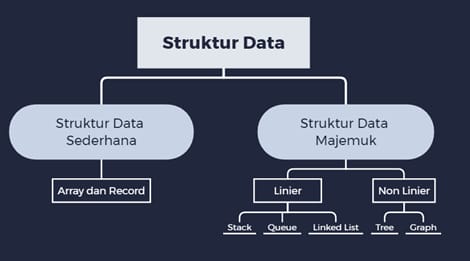 Struktur Data
Struktur Data
Sederhana
Struktur Data
Majemuk
Array dan Record
Linier
Non Linier
Stack
Queue
Linked List
Tree
Graph